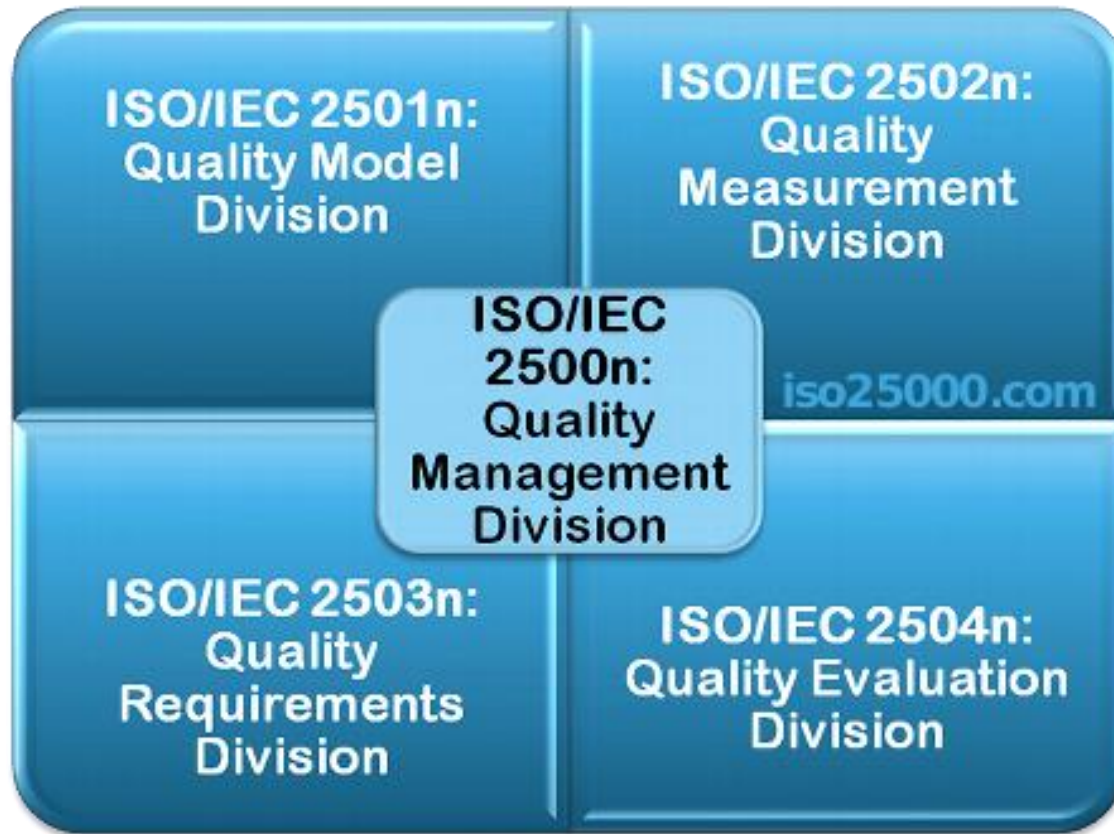 ISO/IEC 2501n:
Quality Model
Division
ISO/IEC 2502n:
Quality
Measurement
Division
ISO/IEC
2500n:
Quality
Management
Division
iso25000.com
ISO/IEC 2503n:
Quality
Requirements
Division
ISO/IEC 2504n:
Quality Evaluation
Division